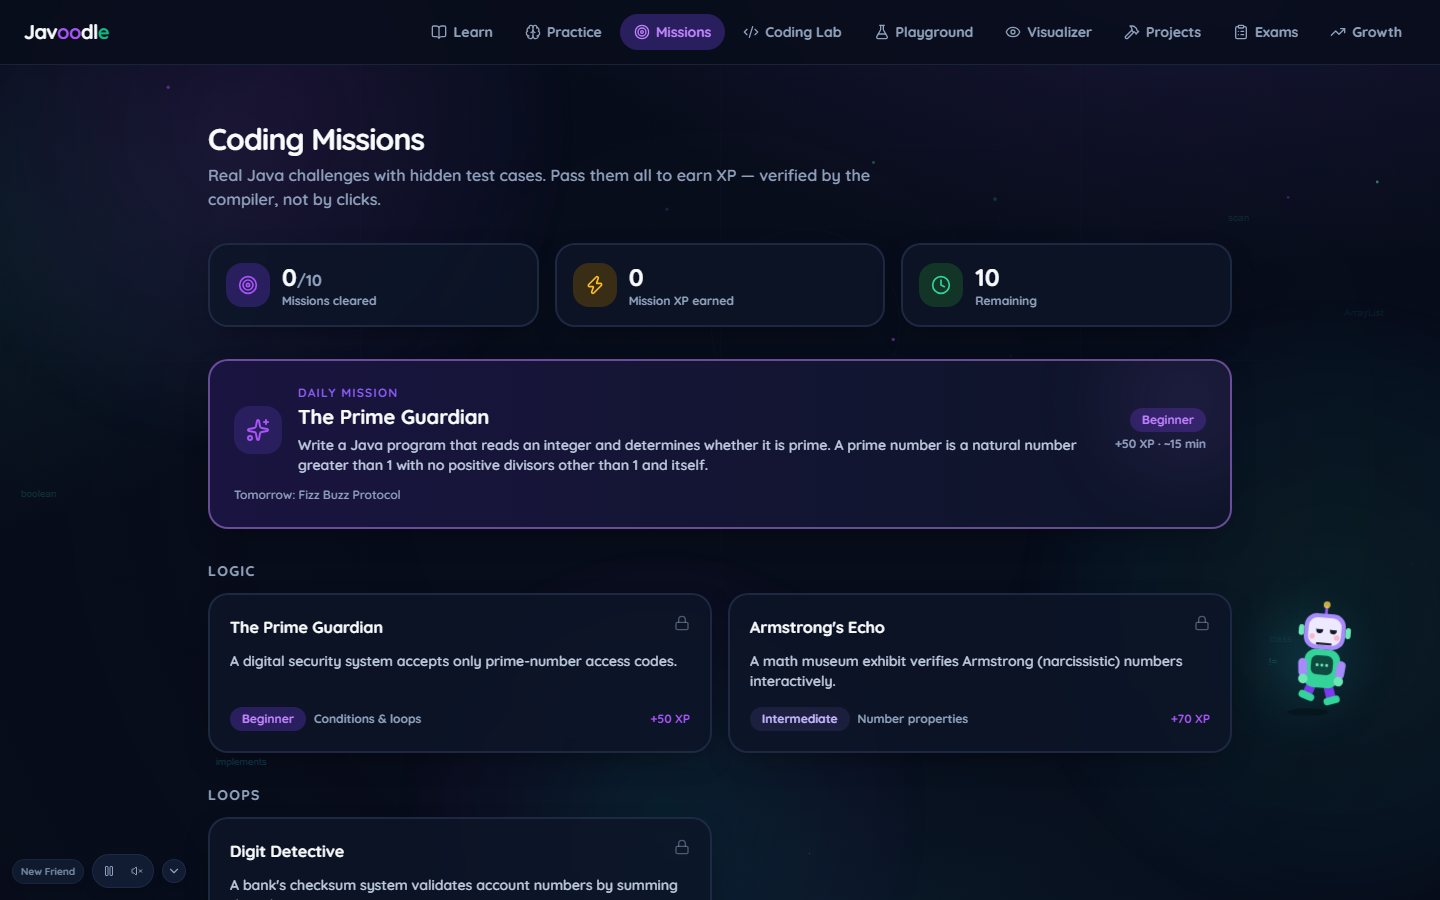 Javoodle
Learn
Practice
Missions
Coding Lab
Playground
Visualizer
Projects
Exams
Growth
Coding Missions
Real Java challenges with hidden test cases. Pass them all to earn XP — verified by the
compiler, not by clicks.
scan
0/10
Missions cleared
0
Mission XP earned
10
Remaining
ArrayList
DAILY MISSION
The Prime Guardian
Write a Java program that reads an integer and determines whether it is prime. A prime number is a natural number
greater than 1 with no positive divisors other than 1 and itself.
Beginner
+50 XP · ~15 min
Tomorrow: Fizz Buzz Protocol
boolean
LOGIC
The Prime Guardian
A digital security system accepts only prime-number access codes.
Beginner
Conditions & loops
+50 XP
Armstrong's Echo
A math museum exhibit verifies Armstrong (narcissistic) numbers
interactively.
Intermediate
Number properties
+70 XP
!=
implements
LOOPS
Digit Detective
A bank's checksum system validates account numbers by summing
New Friend